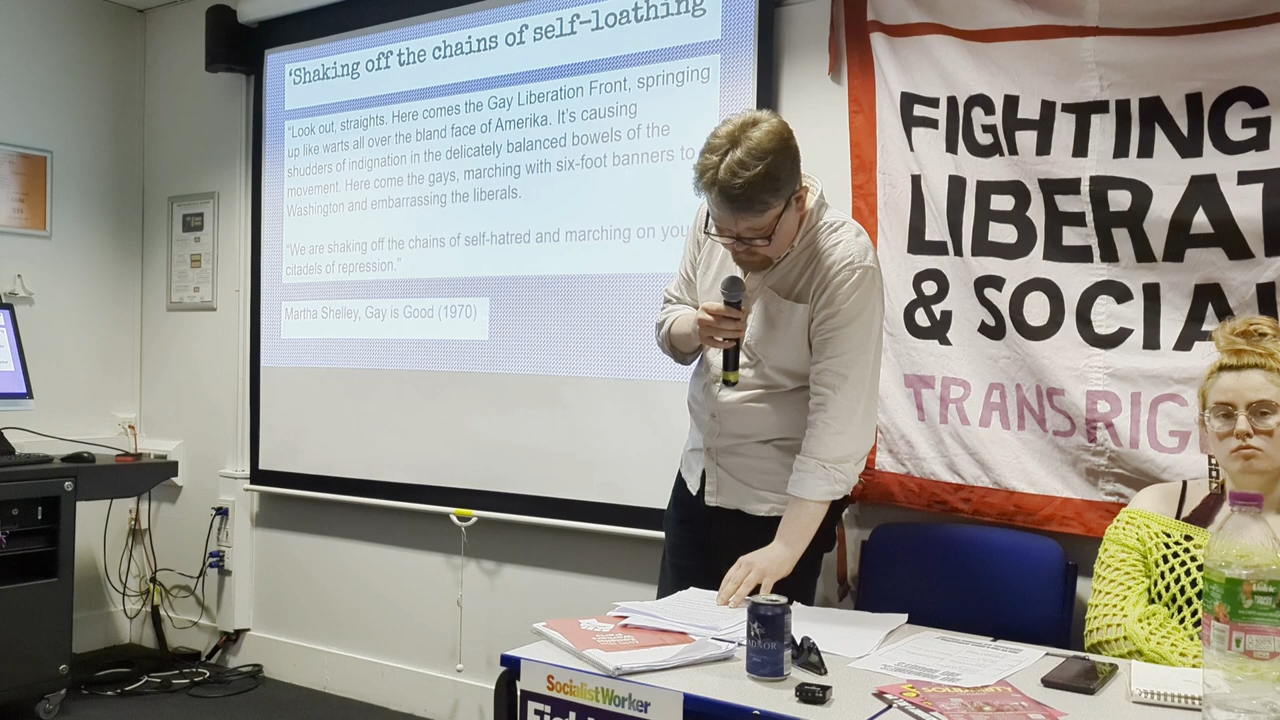 ‘Shaking off the chains of self-loathing
“Look out, straights. Here comes the Gay Liberation Front, springing
up like warts all over the bland face of Amerika. It’s causing
shudders of indignation in the delicately balanced bowels of the
movement. Here come the gays, marching with six-foot banners to
Washington and embarrassing the liberals.
“We are shaking off the chains of self-hatred and marching on you
citadels of repression.”
Martha Shelley, Gay is Good (1970)
FIGHTING
LIBERAT
& SOCIA
TRANS RIG
SocialistWorker
SOLIDARITY